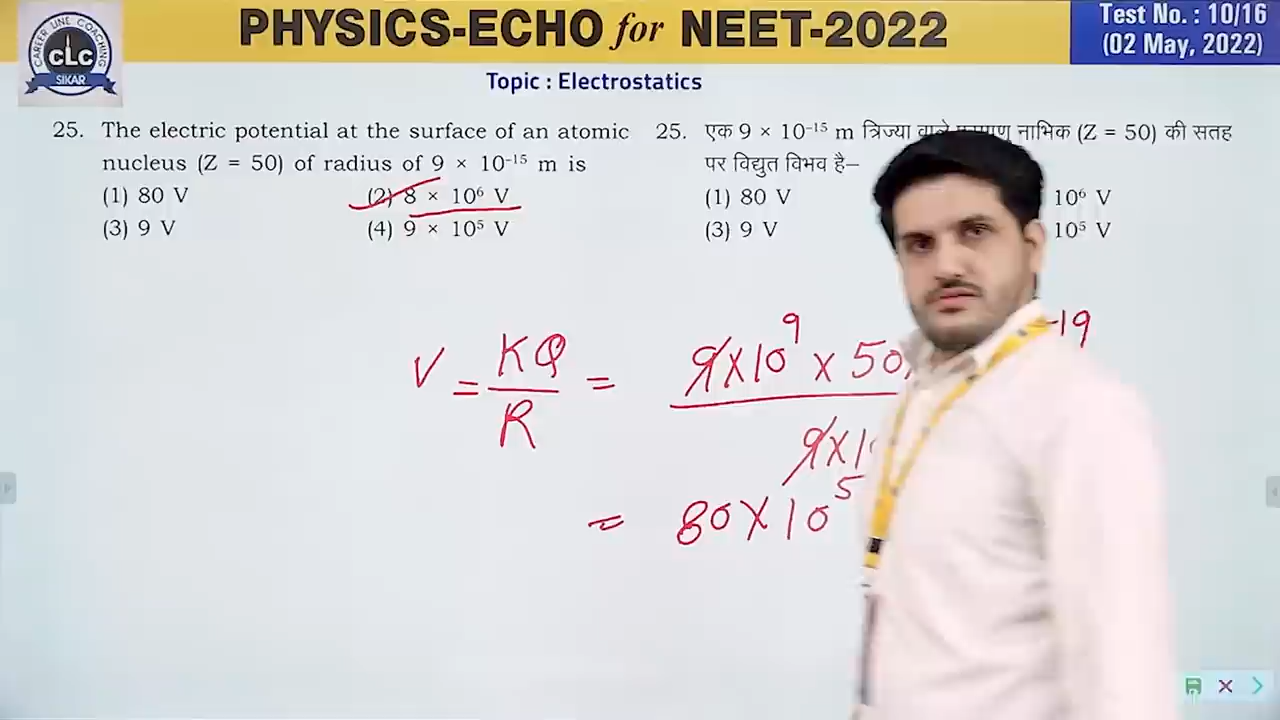 PHYSICS-ECHO for NEET-2022
Test No. : 10/16
(02 May, 2022)
CAREER LINE COACHING
CLC
SIKAR
Topic : Electrostatics
25. The electric potential at the surface of an atomic
nucleus (Z = 50) of radius of 9 × 10⁻¹⁵ m is
(1) 80 V (2) 8 × 10⁶ V
(3) 9 V (4) 9 × 10⁵ V
25. एक 9 × 10⁻¹⁵ m त्रिज्या वाले नाभिक (Z = 50) की सतह
पर विद्युत विभव है–
(1) 80 V 10⁶ V
(3) 9 V 10⁵ V
V = KQ/R = 9×10⁹ × 50 -19
9×1
= 80×10⁵